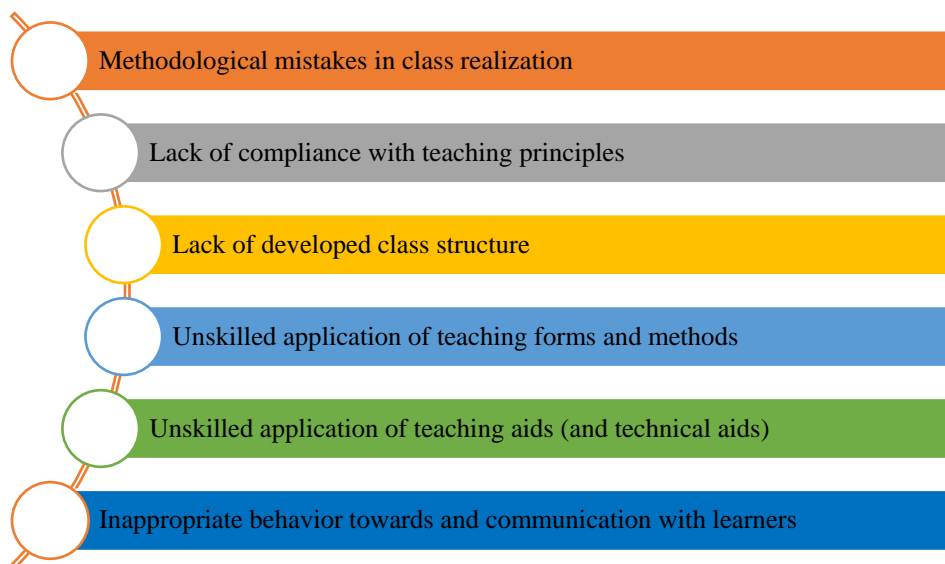 Methodological mistakes in class realization
Lack of compliance with teaching principles
Lack of developed class structure
Unskilled application of teaching forms and methods
Unskilled application of teaching aids (and technical aids)
Inappropriate behavior towards and communication with learners